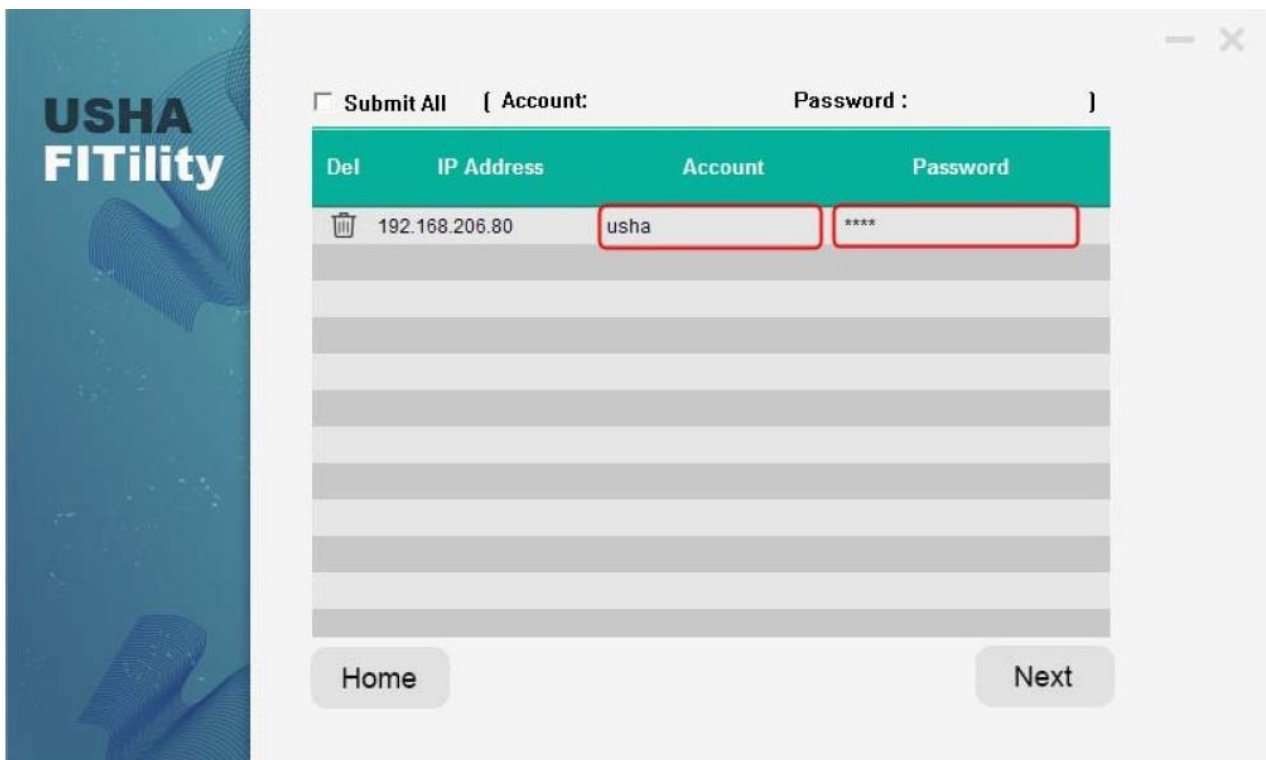 USHA
FITility
Submit All ( Account: Password : )
Del IP Address Account Password
192.168.206.80 usha ****
Home Next